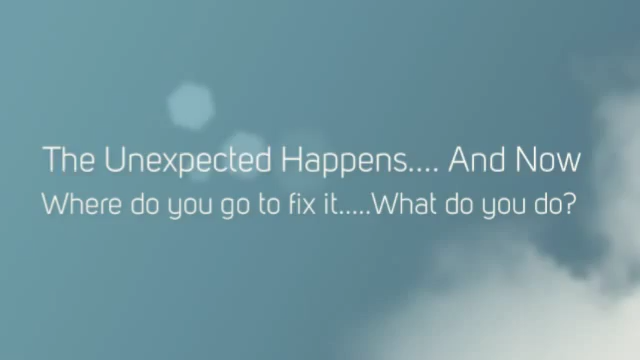 The Unexpected Happens.... And Now
Where do you go to fix it.....What do you do?